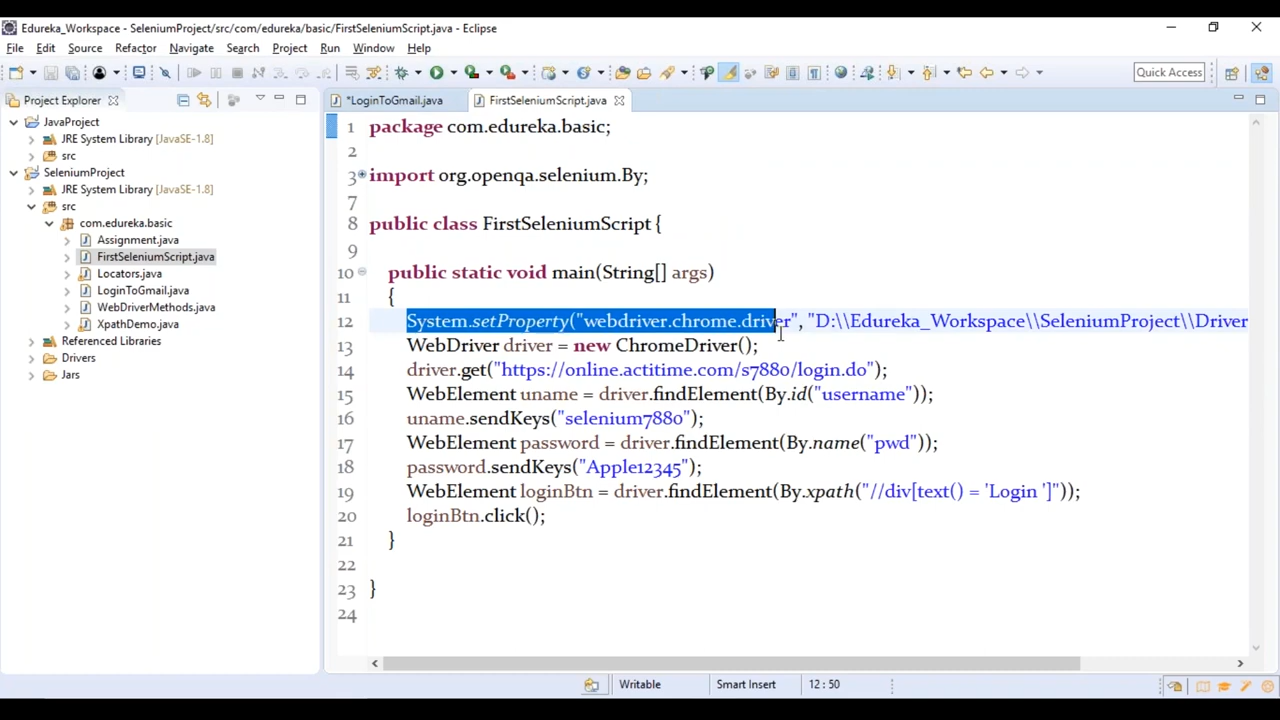 Edureka_Workspace - SeleniumProject/src/com/edureka/basic/FirstSeleniumScript.java - Eclipse
File Edit Source Refactor Navigate Search Project Run Window Help
Quick Access
Project Explorer
JavaProject
JRE System Library [JavaSE-1.8]
src
SeleniumProject
JRE System Library [JavaSE-1.8]
src
com.edureka.basic
Assignment.java
FirstSeleniumScript.java
Locators.java
LoginToGmail.java
WebDriverMethods.java
XpathDemo.java
Referenced Libraries
Drivers
Jars
*LoginToGmail.java FirstSeleniumScript.java
1 package com.edureka.basic;
2
3 import org.openqa.selenium.By;
7
8 public class FirstSeleniumScript {
9
10 public static void main(String[] args)
11 {
12 System.setProperty("webdriver.chrome.driver", "D:\\Edureka_Workspace\\SeleniumProject\\Driver
13 WebDriver driver = new ChromeDriver();
14 driver.get("https://online.actitime.com/s7880/login.do");
15 WebElement uname = driver.findElement(By.id("username"));
16 uname.sendKeys("selenium7880");
17 WebElement password = driver.findElement(By.name("pwd"));
18 password.sendKeys("Apple12345");
19 WebElement loginBtn = driver.findElement(By.xpath("//div[text() = 'Login ']"));
20 loginBtn.click();
21 }
22
23 }
24
Writable Smart Insert 12 : 50